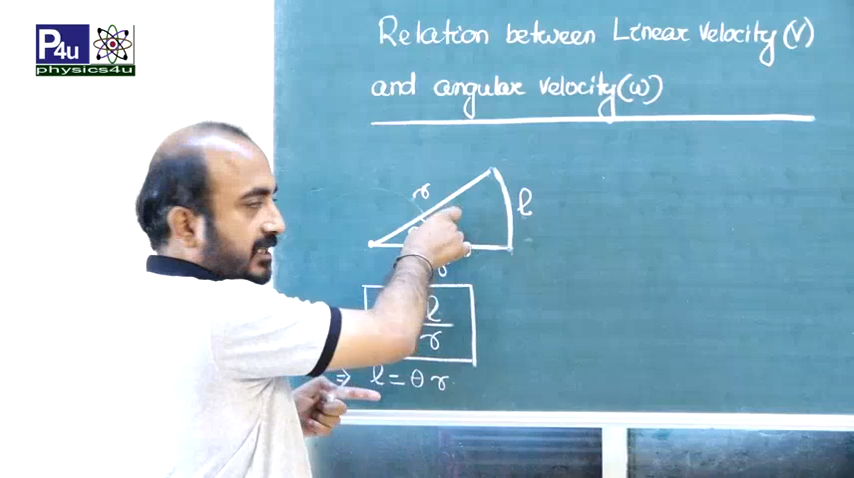 P4u
physics4u
Relation between Linear Velocity (V)
and angular velocity (ω)
r
l
r
l
r
⇒ l = θ r